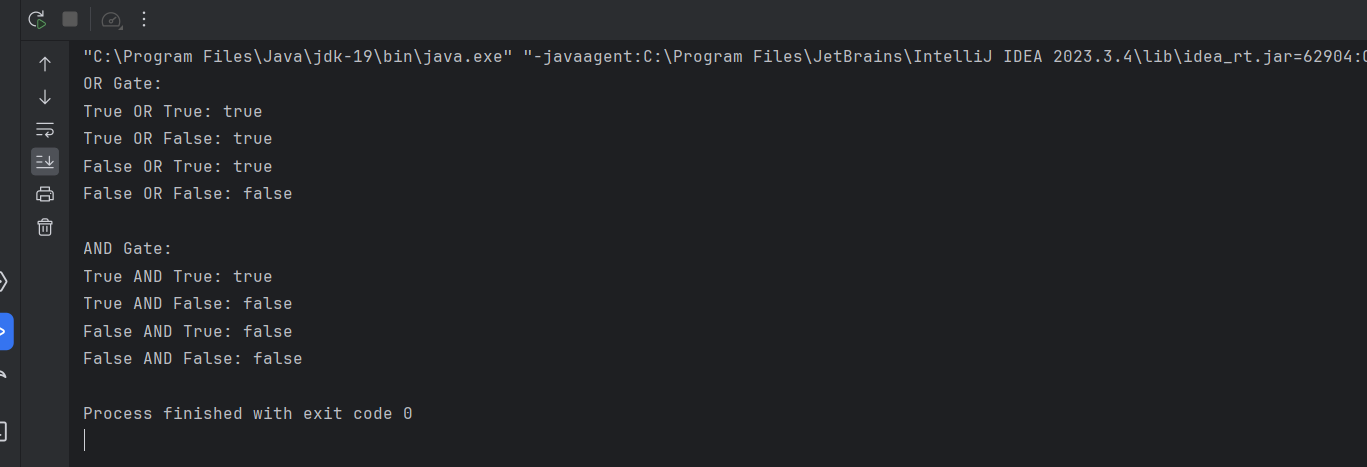 "C:\Program Files\Java\jdk-19\bin\java.exe" "-javaagent:C:\Program Files\JetBrains\IntelliJ IDEA 2023.3.4\lib\idea_rt.jar=62904:
OR Gate:
True OR True: true
True OR False: true
False OR True: true
False OR False: false
AND Gate:
True AND True: true
True AND False: false
False AND True: false
False AND False: false
Process finished with exit code 0